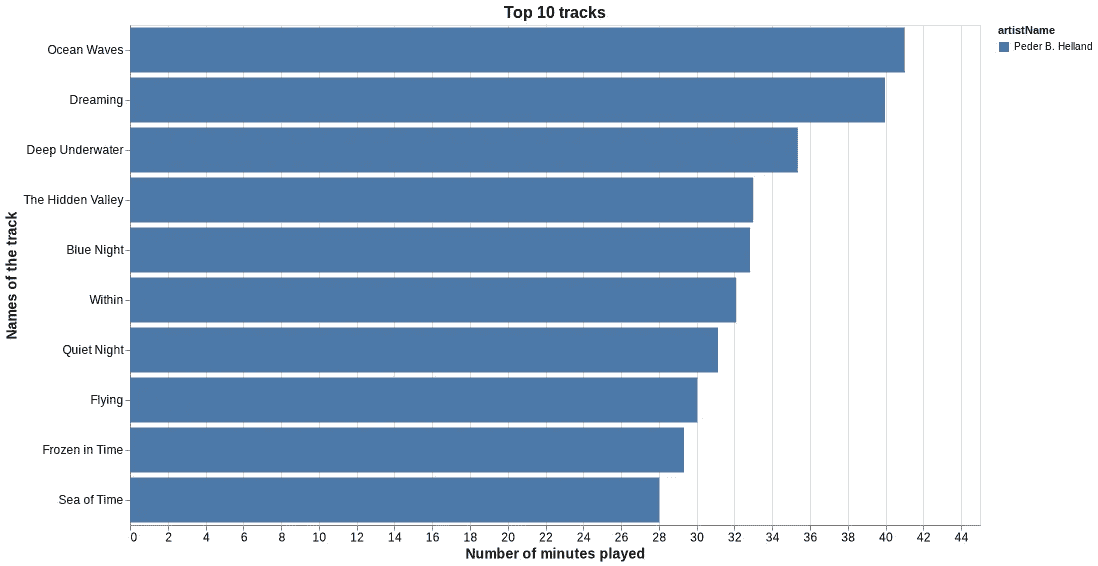 Top 10 tracks
artistName
Peder B. Helland
Names of the track
Ocean Waves
Dreaming
Deep Underwater
The Hidden Valley
Blue Night
Within
Quiet Night
Flying
Frozen in Time
Sea of Time
0 2 4 6 8 10 12 14 16 18 20 22 24 26 28 30 32 34 36 38 40 42 44
Number of minutes played